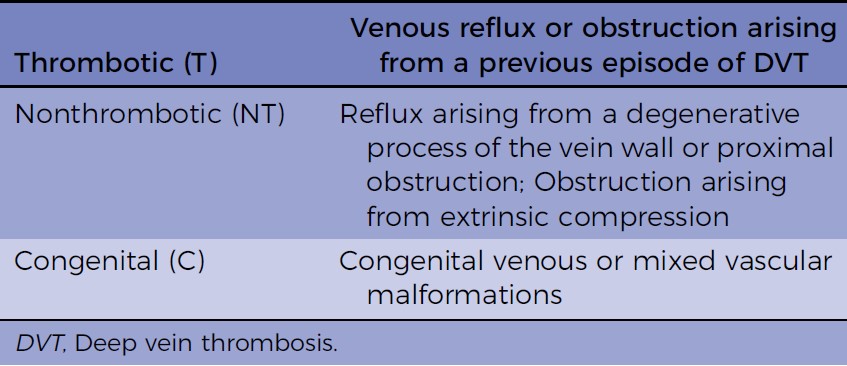 Thrombotic (T)
Venous reflux or obstruction arising
from a previous episode of DVT
Nonthrombotic (NT)
Reflux arising from a degenerative
process of the vein wall or proximal
obstruction; Obstruction arising
from extrinsic compression
Congenital (C)
Congenital venous or mixed vascular
malformations
DVT, Deep vein thrombosis.